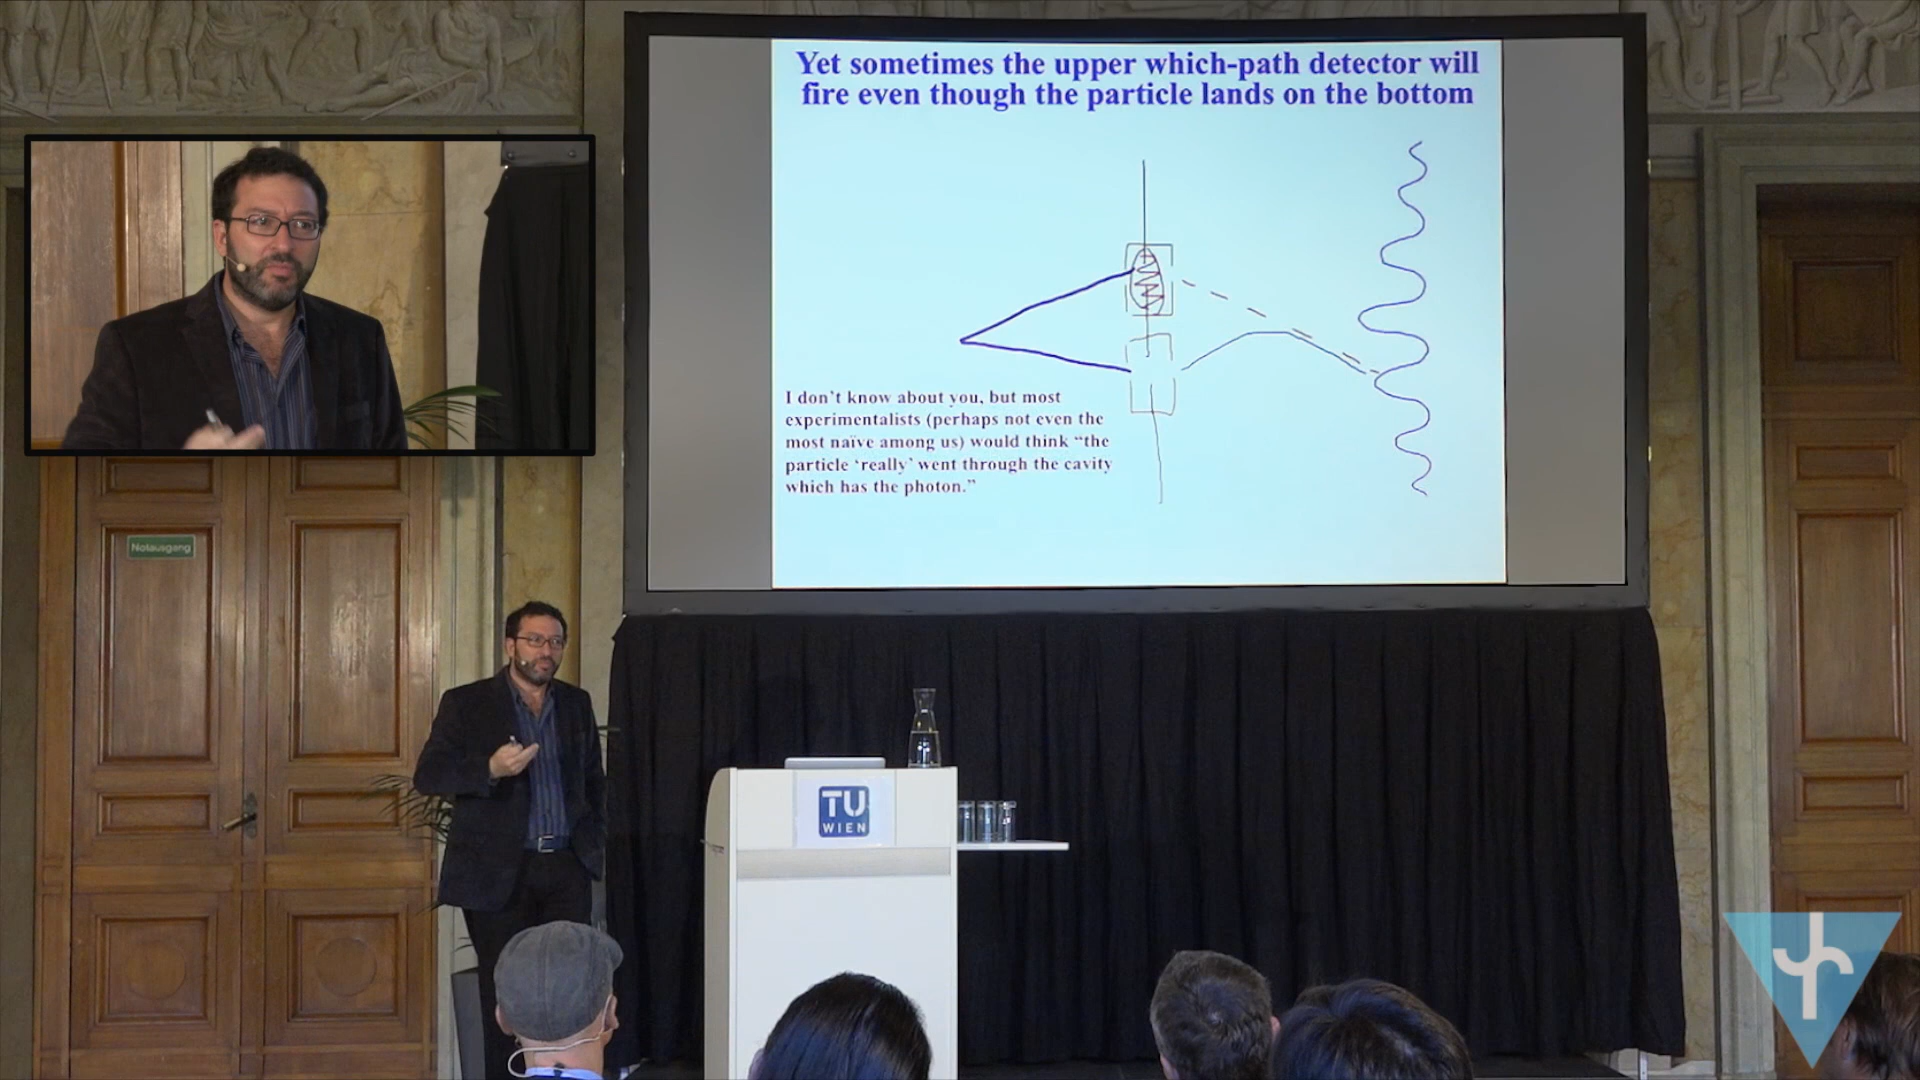 Yet sometimes the upper which-path detector will
fire even though the particle lands on the bottom
I don't know about you, but most
experimentalists (perhaps not even the
most naïve among us) would think “the
particle ‘really’ went through the cavity
which has the photon.”
Notausgang
TU
WIEN